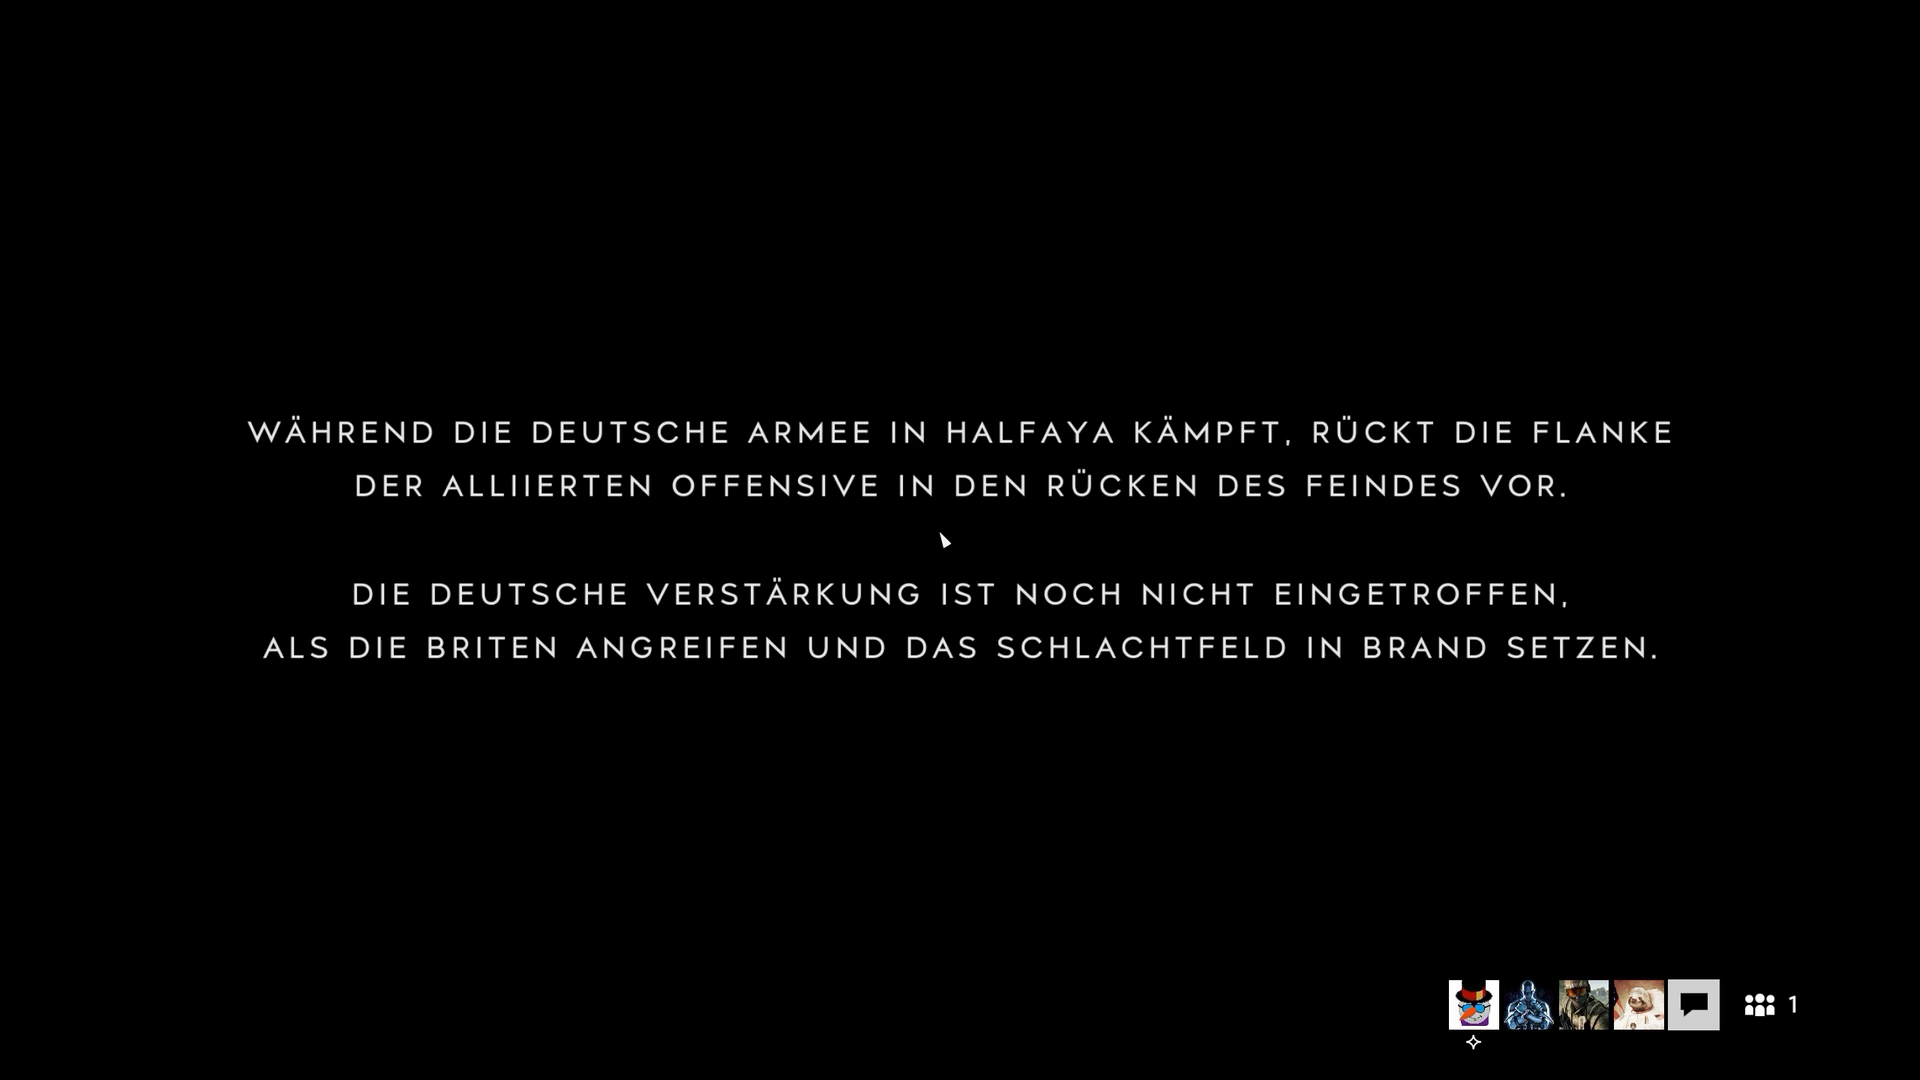 WÄHREND DIE DEUTSCHE ARMEE IN HALFAYA KÄMPFT, RÜCKT DIE FLANKE
DER ALLIIERTEN OFFENSIVE IN DEN RÜCKEN DES FEINDES VOR.
DIE DEUTSCHE VERSTÄRKUNG IST NOCH NICHT EINGETROFFEN,
ALS DIE BRITEN ANGREIFEN UND DAS SCHLACHTFELD IN BRAND SETZEN.
1